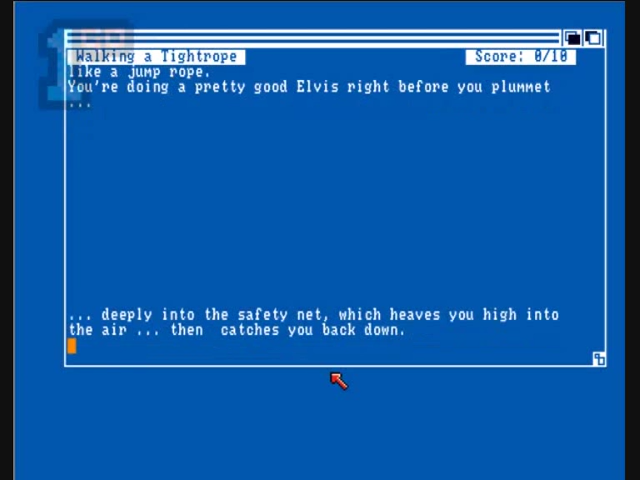 Walking a Tightrope Score: 0/10
like a jump rope.
You're doing a pretty good Elvis right before you plummet
...
... deeply into the safety net, which heaves you high into
the air ... then  catches you back down.